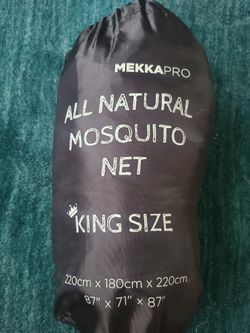 MEKKAPRO
ALL NATURAL
MOSQUITO
NET
KING SIZE
220cm x 180cm x 220cm
87" x 71" x 87"